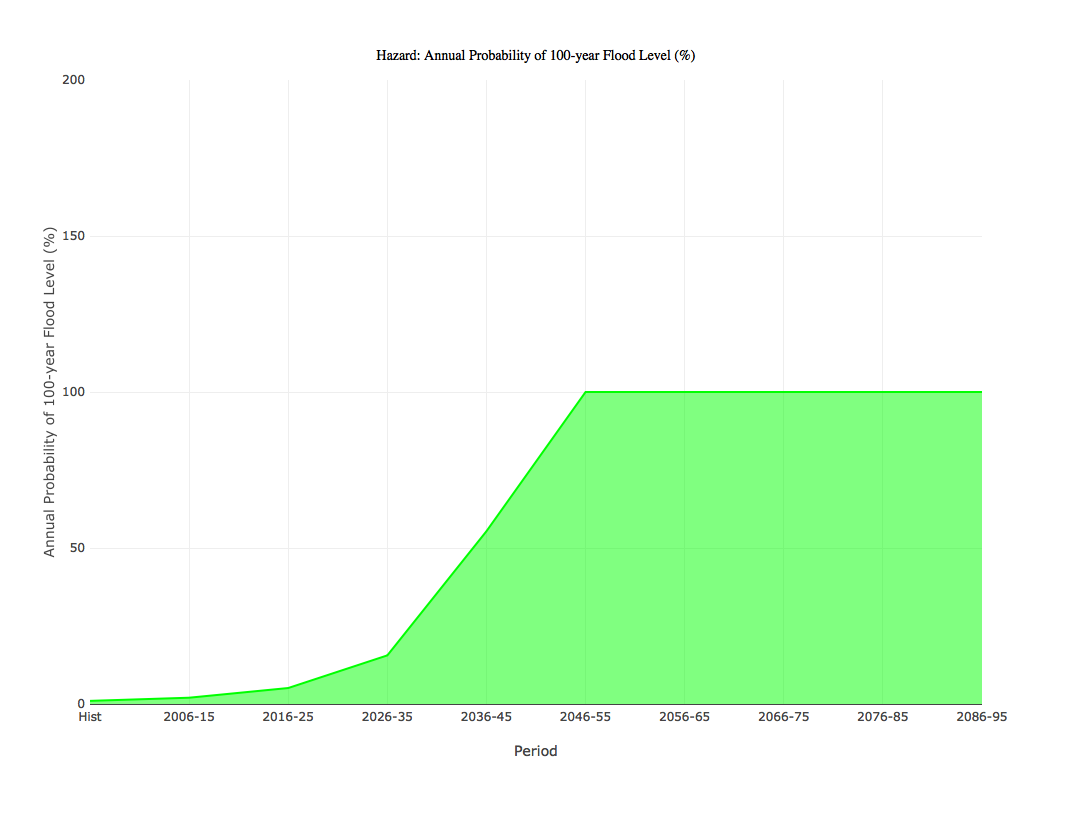 Hazard: Annual Probability of 100-year Flood Level (%)
200
150
100
50
0
Annual Probability of 100-year Flood Level (%)
Hist 2006-15 2016-25 2026-35 2036-45 2046-55 2056-65 2066-75 2076-85 2086-95
Period